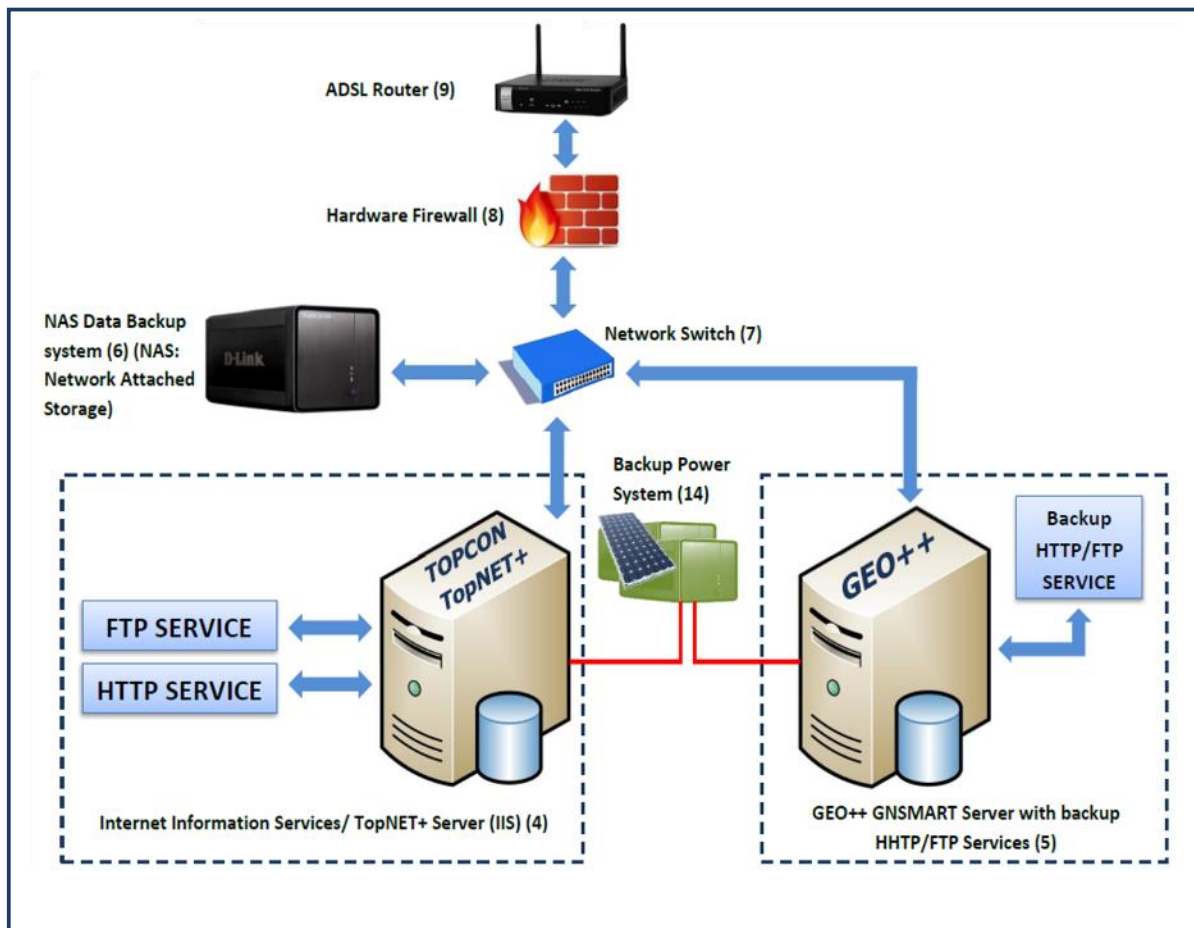 ADSL Router (9)
Hardware Firewall (8)
NAS Data Backup
system (6) (NAS:
Network Attached
Storage)
D-Link
Network Switch (7)
Backup Power
System (14)
TOPCON
TopNET+
FTP SERVICE
HTTP SERVICE
Internet Information Services/ TopNET+ Server (IIS) (4)
GEO++
Backup
HTTP/FTP
SERVICE
GEO++ GNSMART Server with backup
HHTP/FTP Services (5)